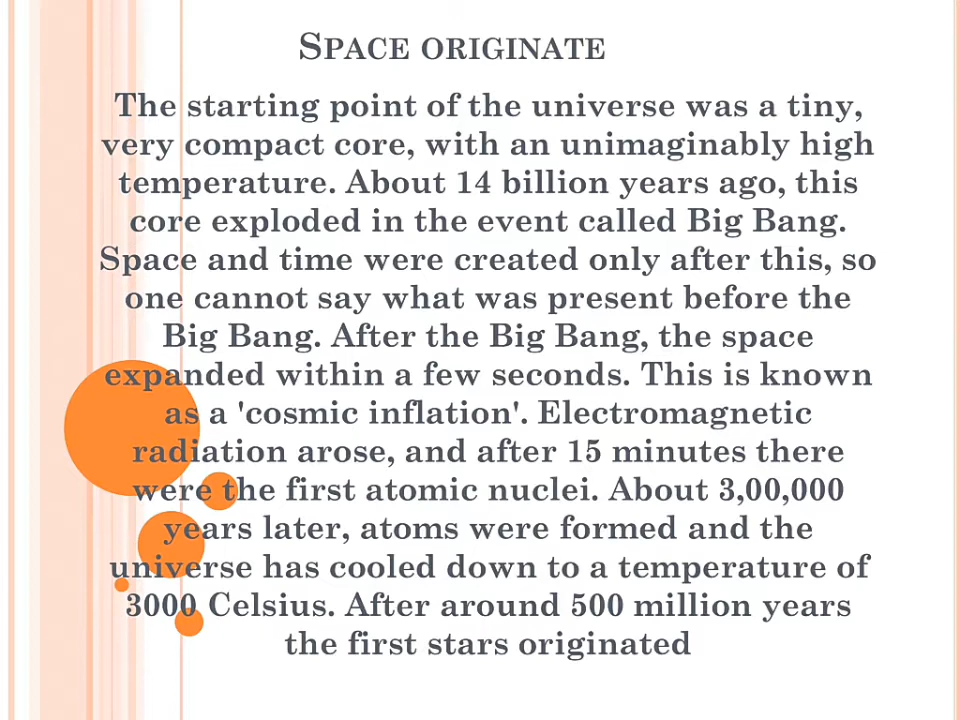 SPACE ORIGINATE
The starting point of the universe was a tiny,
very compact core, with an unimaginably high
temperature. About 14 billion years ago, this
core exploded in the event called Big Bang.
Space and time were created only after this, so
one cannot say what was present before the
Big Bang. After the Big Bang, the space
expanded within a few seconds. This is known
as a 'cosmic inflation'. Electromagnetic
radiation arose, and after 15 minutes there
were the first atomic nuclei. About 3,00,000
years later, atoms were formed and the
universe has cooled down to a temperature of
3000 Celsius. After around 500 million years
the first stars originated